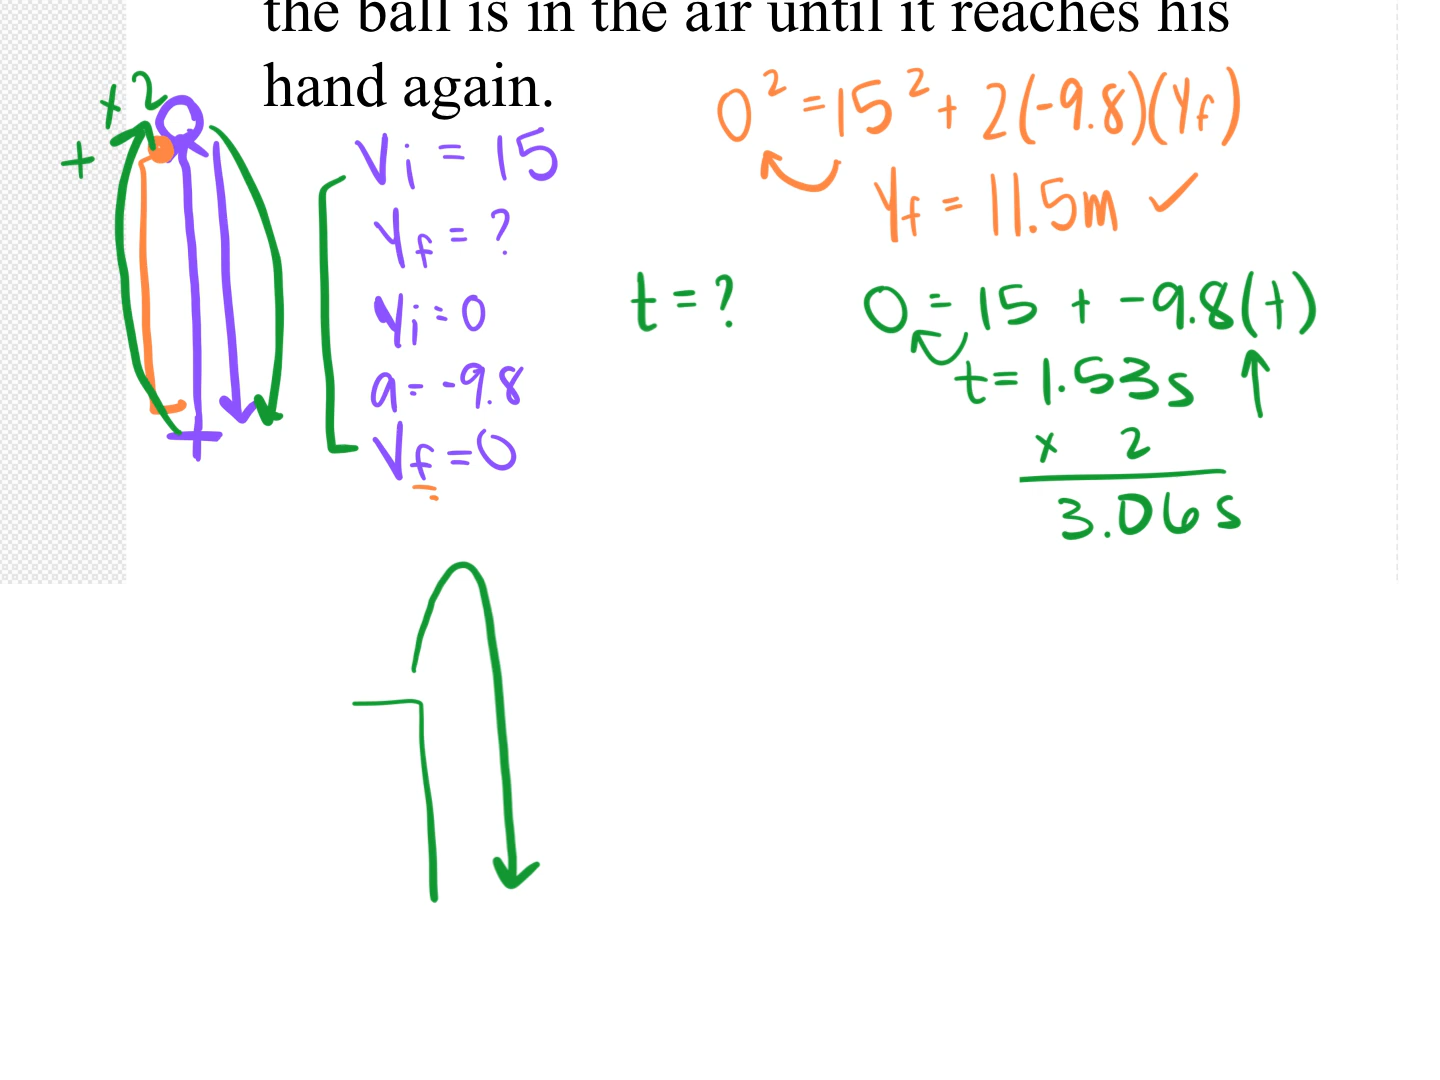 the ball is in the air until it reaches his
hand again.
x 2
+
Vi = 15
yf = ?
yi = 0
a = -9.8
Vf = 0
0² = 15² + 2(-9.8)(yf)
yf = 11.5m ✓
t = ?
0 = 15 + -9.8(t)
t = 1.53s
x 2
3.06s